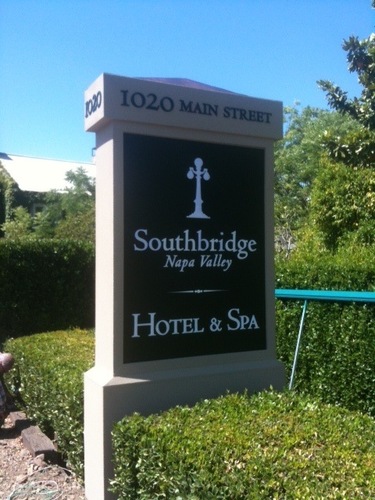 1020
1020 MAIN STREET
Southbridge
Napa Valley
HOTEL & SPA